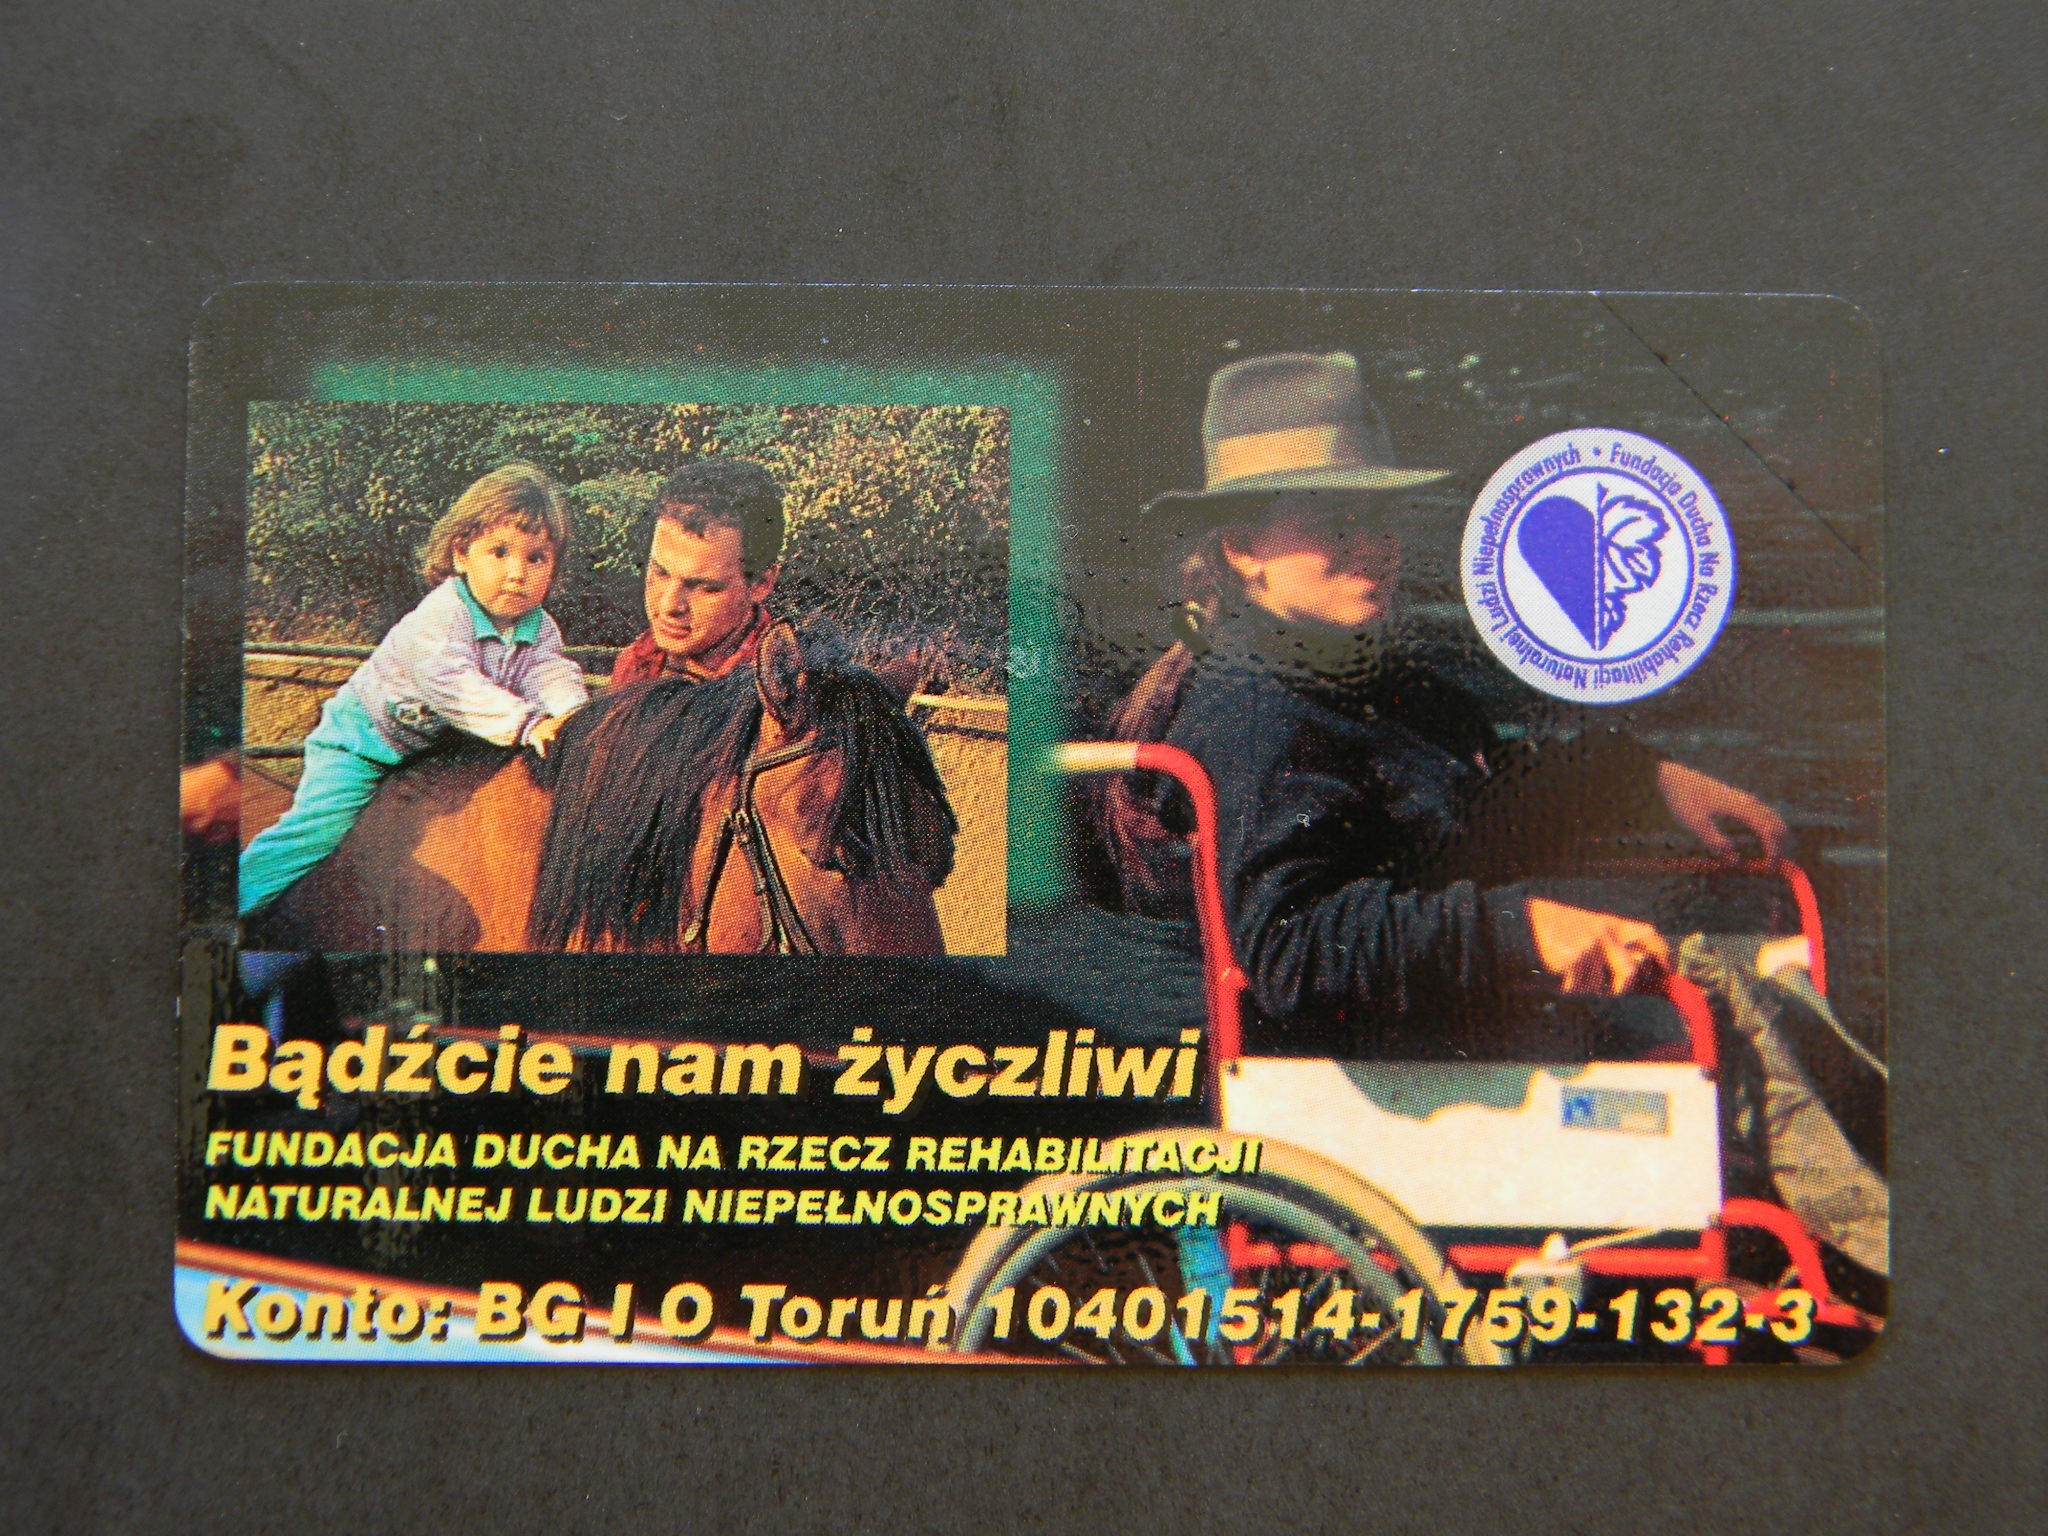 Fundacja Ducha Na Rzecz Rehabilitacji Naturalnej Ludzi Niepełnosprawnych •
Bądźcie nam życzliwi
FUNDACJA DUCHA NA RZECZ REHABILITACJI
NATURALNEJ LUDZI NIEPEŁNOSPRAWNYCH
Konto: BG I O Toruń 10401514-1759-132-3